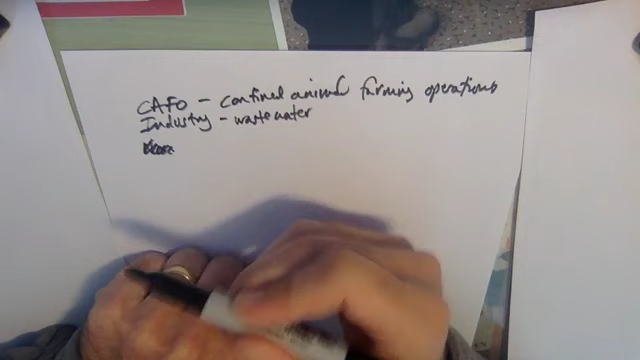 CAFO - confined animal farming operations
Industry - wastewater